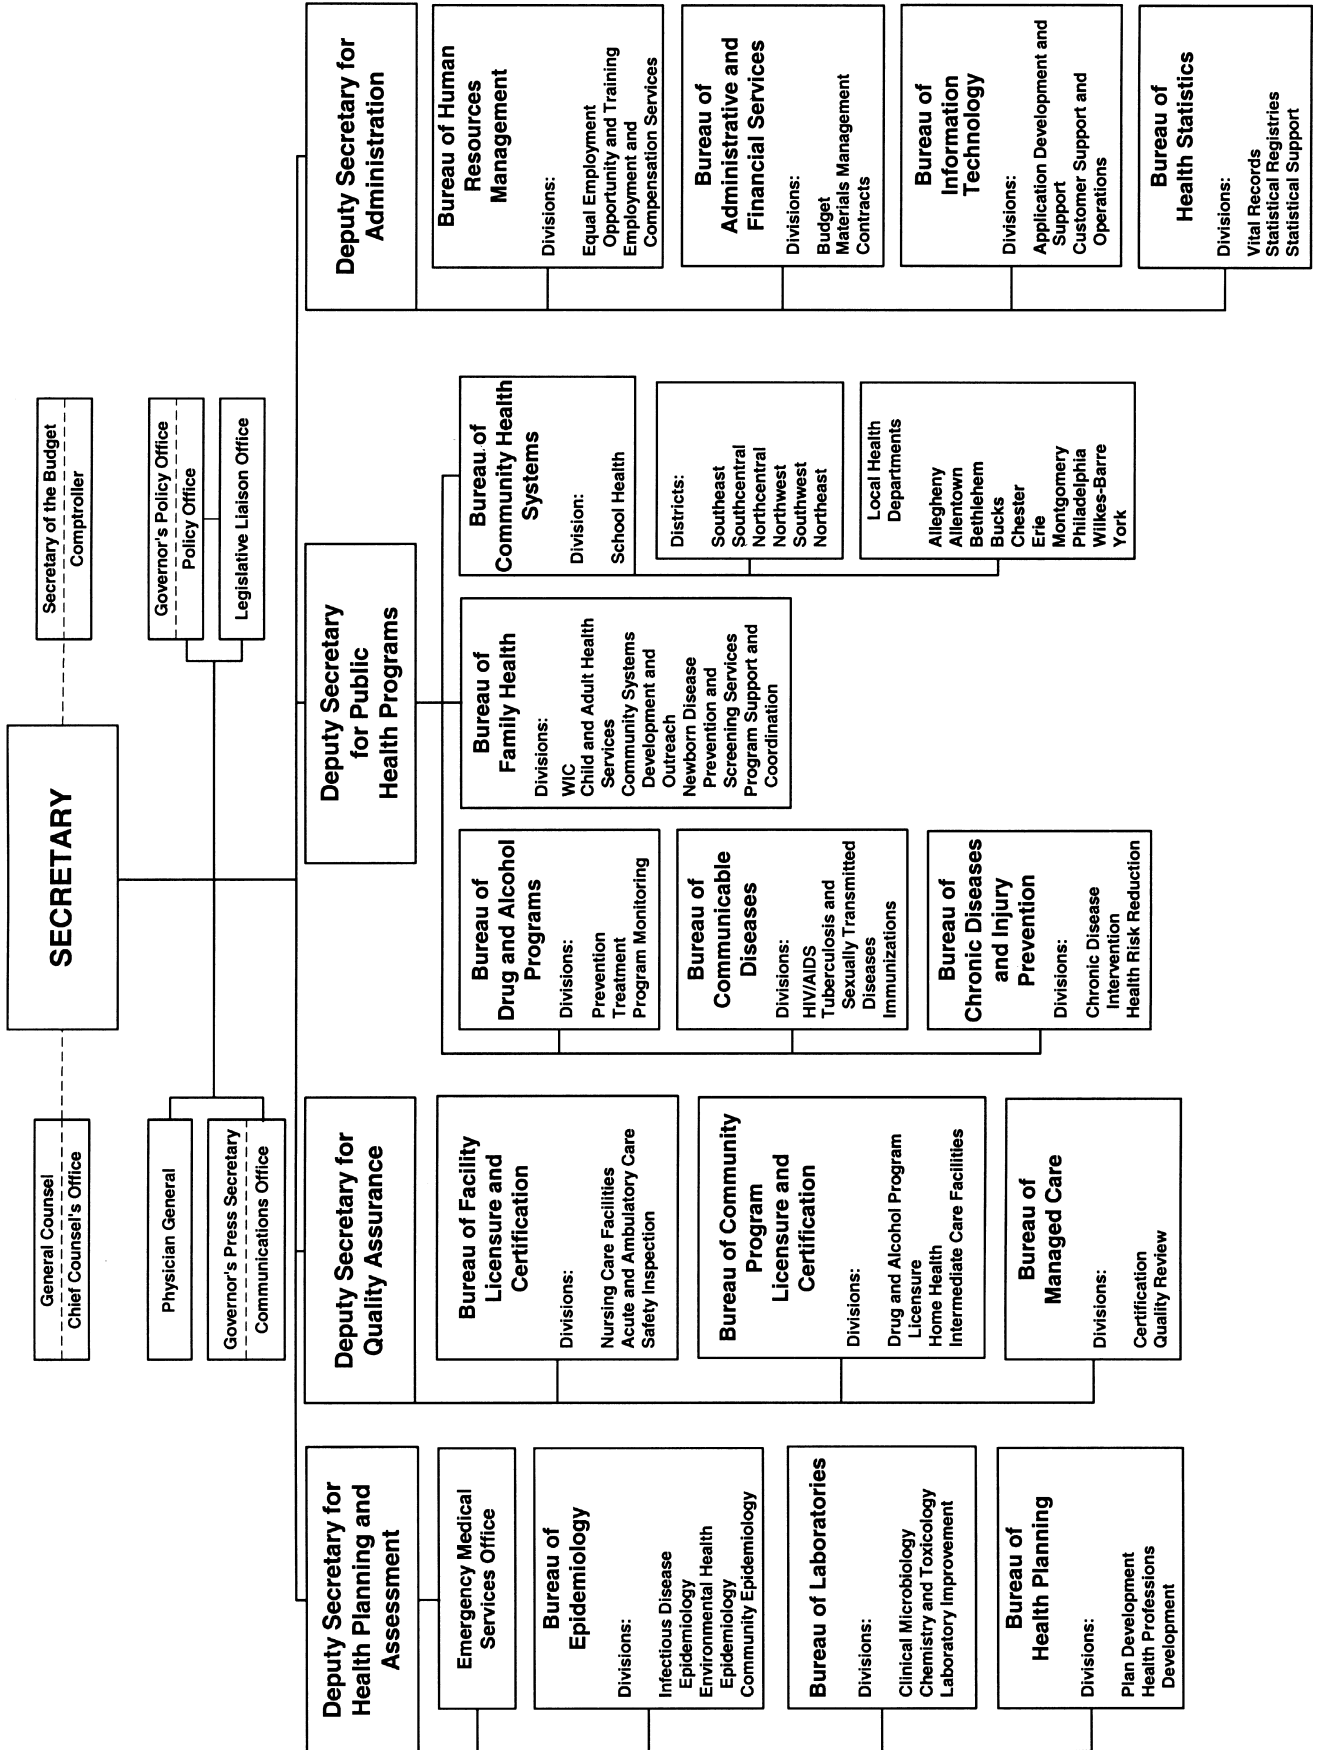 SECRETARY
General Counsel
Chief Counsel's Office
Secretary of the Budget
Comptroller
Physician General
Governor's Press Secretary
Communications Office
Governor's Policy Office
Policy Office
Legislative Liaison Office
Deputy Secretary for
Health Planning and
Assessment
Emergency Medical
Services Office
Bureau of
Epidemiology
Divisions:
Infectious Disease
Epidemiology
Environmental Health
Epidemiology
Community Epidemiology
Bureau of Laboratories
Divisions:
Clinical Microbiology
Chemistry and Toxicology
Laboratory Improvement
Bureau of
Health Planning
Divisions:
Plan Development
Health Professions
Development
Deputy Secretary for
Quality Assurance
Bureau of Facility
Licensure and
Certification
Divisions:
Nursing Care Facilities
Acute and Ambulatory Care
Safety Inspection
Bureau of Community
Program
Licensure and
Certification
Divisions:
Drug and Alcohol Program
Licensure
Home Health
Intermediate Care Facilities
Bureau of
Managed Care
Divisions:
Certification
Quality Review
Deputy Secretary
for Public
Health Programs
Bureau of
Drug and Alcohol
Programs
Divisions:
Prevention
Treatment
Program Monitoring
Bureau of
Communicable
Diseases
Divisions:
HIV/AIDS
Tuberculosis and
Sexually Transmitted
Diseases
Immunizations
Bureau of
Chronic Diseases
and Injury
Prevention
Divisions:
Chronic Disease
Intervention
Health Risk Reduction
Bureau of
Family Health
Divisions:
WIC
Child and Adult Health
Services
Community Systems
Development and
Outreach
Newborn Disease
Prevention and
Screening Services
Program Support and
Coordination
Bureau of
Community Health
Systems
Division:
School Health
Districts:
Southeast
Southcentral
Northcentral
Northwest
Southwest
Northeast
Local Health
Departments
Allegheny
Allentown
Bethlehem
Bucks
Chester
Erie
Montgomery
Philadelphia
Wilkes-Barre
York
Deputy Secretary for
Administration
Bureau of Human
Resources
Management
Divisions:
Equal Employment
Opportunity and Training
Employment and
Compensation Services
Bureau of
Administrative and
Financial Services
Divisions:
Budget
Materials Management
Contracts
Bureau of
Information
Technology
Divisions:
Application Development and
Support
Customer Support and
Operations
Bureau of
Health Statistics
Divisions:
Vital Records
Statistical Registries
Statistical Support